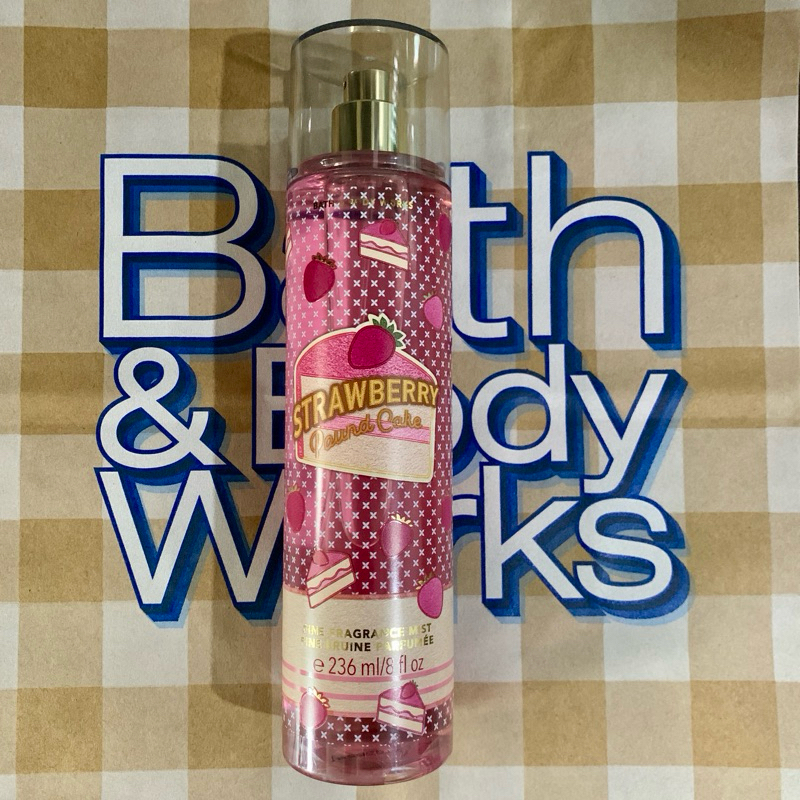 Bath
& Body
Works
BATH & BODY WORKS
STRAWBERRY
Pound Cake
FINE FRAGRANCE MIST
FINE BRUINE PARFUMÉE
℮ 236 ml/8 fl oz